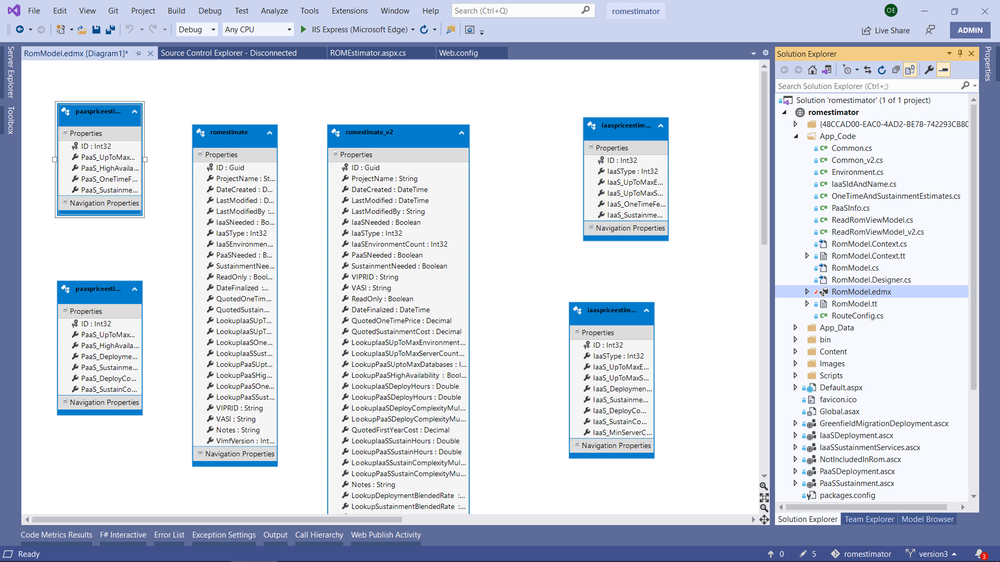 File Edit View Git Project Build Debug Test Analyze Tools Extensions Window Help Search (Ctrl+Q) romestimator OE
Debug Any CPU IIS Express (Microsoft Edge) Live Share ADMIN
RomModel.edmx [Diagram1]* Source Control Explorer - Disconnected ROMEstimator.aspx.cs Web.config
Server Explorer
Toolbox
paaspriceesti...
Properties
ID : Int32
PaaS_UpToMax...
PaaS_HighAvaila...
PaaS_OneTimeF...
PaaS_Sustainme...
Navigation Properties
paaspriceesti...
Properties
ID : Int32
PaaS_UpToMax...
PaaS_HighAvaila...
PaaS_Deployme...
PaaS_Sustainme...
PaaS_DeployCo...
PaaS_SustainCo...
Navigation Properties
romestimate
Properties
ID : Guid
ProjectName : St...
DateCreated : D...
LastModified : D...
LastModifiedBy :...
IaaSNeeded : Bo...
IaaSType : Int32
IaaSEnvironmen...
PaaSNeeded : B...
SustainmentNee...
ReadOnly : Bool...
DateFinalized :...
QuotedOneTim...
QuotedSustain...
LookupIaaSUpT...
LookupIaaSUpT...
LookupIaaSOne...
LookupIaaSSust...
LookupPaaSUpt...
LookupPaaSHig...
LookupPaaSOne...
LookupPaaSSust...
VIPRID : String
VASI : String
Notes : String
VlmfVersion : Int...
Navigation Properties
romestimate_v2
Properties
ID : Guid
ProjectName : String
DateCreated : DateTime
LastModified : DateTime
LastModifiedBy : String
IaaSNeeded : Boolean
IaaSType : Int32
IaaSEnvironmentCount : Int32
PaaSNeeded : Boolean
SustainmentNeeded : Boolean
VIPRID : String
VASI : String
ReadOnly : Boolean
DateFinalized : DateTime
QuotedOneTimePrice : Decimal
QuotedSustainmentCost : Decimal
LookupIaaSUpToMaxEnvironment...
LookupIaaSUpToMaxServerCount...
LookupPaaSUptoMaxDatabases : I...
LookupPaaSHighAvailability : Bool...
LookupIaaSDeployHours : Double
LookupPaaSDeployHours : Double
LookupIaaSDeployComplexityMul...
LookupPaaSDeployComplexityMu...
QuotedFirstYearCost : Decimal
LookupIaaSSustainHours : Double
LookupPaaSSustainHours : Double
LookupIaaSSustainComplexityMul...
LookupPaaSSustainComplexityMu...
Notes : String
LookupDeploymentBlendedRate :...
LookupSustainmentBlendedRate :...
iaaspriceestim...
Properties
ID : Int32
IaaSType : Int32
IaaS_UpToMaxE...
IaaS_UpToMaxS...
IaaS_OneTimeFe...
IaaS_Sustainme...
Navigation Properties
iaaspriceestim...
Properties
ID : Int32
IaaSType : Int32
IaaS_UpToMaxE...
IaaS_UpToMaxS...
IaaS_Deploymen...
IaaS_Sustainme...
IaaS_DeployCo...
IaaS_SustainCo...
IaaS_MinServerC...
Navigation Properties
Solution Explorer
Search Solution Explorer (Ctrl+;)
Solution 'romestimator' (1 of 1 project)
romestimator
{48CCAD00-EAC0-4AD2-BE78-742293CB80
App_Code
Common.cs
Common_v2.cs
Environment.cs
IaaSIdAndName.cs
OneTimeAndSustainmentEstimates.cs
PaaSInfo.cs
ReadRomViewModel.cs
ReadRomViewModel_v2.cs
RomModel.Context.cs
RomModel.Context.tt
RomModel.cs
RomModel.Designer.cs
RomModel.edmx
RomModel.tt
RouteConfig.cs
App_Data
bin
Content
Images
Scripts
Default.aspx
favicon.ico
Global.asax
GreenfieldMigrationDeployment.ascx
IaaSDeployment.ascx
IaaSSustainmentServices.ascx
NotIncludedInRom.ascx
PaaSDeployment.ascx
PaaSSustainment.ascx
packages.config
Solution Explorer Team Explorer Model Browser
Properties
Code Metrics Results F# Interactive Error List Exception Settings Output Call Hierarchy Web Publish Activity
Ready 0 5 romestimator version3 3